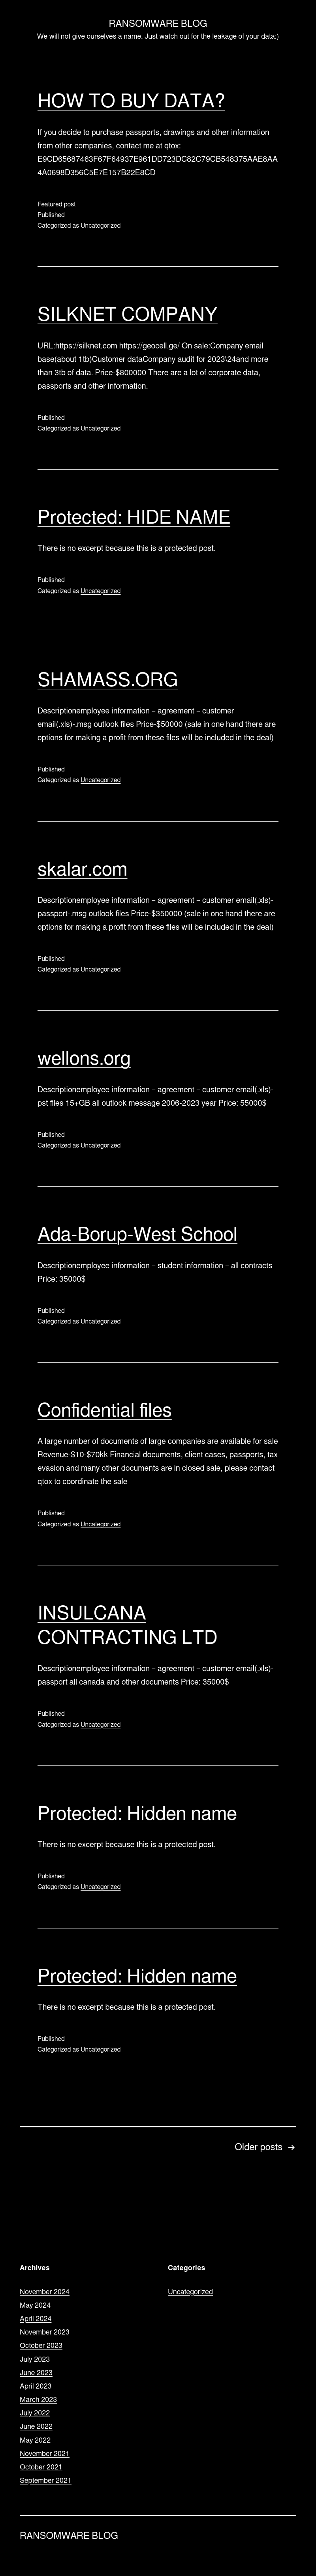 RANSOMWARE BLOG
We will not give ourselves a name. Just watch out for the leakage of your data:)
HOW TO BUY DATA?
If you decide to purchase passports, drawings and other information
from other companies, contact me at qtox:
E9CD65687463F67F64937E961DD723DC82C79CB548375AAE8AA
4A0698D356C5E7E157B22E8CD
Featured post
Published
Categorized as Uncategorized
SILKNET COMPANY
URL:https://silknet.com https://geocell.ge/ On sale:Company email
base(about 1tb)Customer dataCompany audit for 2023\24and more
than 3tb of data. Price-$800000 There are a lot of corporate data,
passports and other information.
Published
Categorized as Uncategorized
Protected: HIDE NAME
There is no excerpt because this is a protected post.
Published
Categorized as Uncategorized
SHAMASS.ORG
Descriptionemployee information – agreement – customer
email(.xls)-.msg outlook files Price-$50000 (sale in one hand there are
options for making a profit from these files will be included in the deal)
Published
Categorized as Uncategorized
skalar.com
Descriptionemployee information – agreement – customer email(.xls)-
passport-.msg outlook files Price-$350000 (sale in one hand there are
options for making a profit from these files will be included in the deal)
Published
Categorized as Uncategorized
wellons.org
Descriptionemployee information – agreement – customer email(.xls)-
pst files 15+GB all outlook message 2006-2023 year Price: 55000$
Published
Categorized as Uncategorized
Ada-Borup-West School
Descriptionemployee information – student information – all contracts
Price: 35000$
Published
Categorized as Uncategorized
Confidential files
A large number of documents of large companies are available for sale
Revenue-$10-$70kk Financial documents, client cases, passports, tax
evasion and many other documents are in closed sale, please contact
qtox to coordinate the sale
Published
Categorized as Uncategorized
INSULCANA
CONTRACTING LTD
Descriptionemployee information – agreement – customer email(.xls)-
passport all canada and other documents Price: 35000$
Published
Categorized as Uncategorized
Protected: Hidden name
There is no excerpt because this is a protected post.
Published
Categorized as Uncategorized
Protected: Hidden name
There is no excerpt because this is a protected post.
Published
Categorized as Uncategorized
Older posts →
Archives
November 2024
May 2024
April 2024
November 2023
October 2023
July 2023
June 2023
April 2023
March 2023
July 2022
June 2022
May 2022
November 2021
October 2021
September 2021
Categories
Uncategorized
RANSOMWARE BLOG